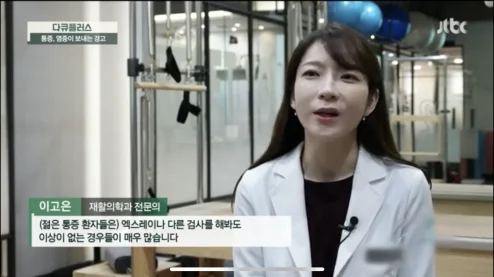 다큐플러스
통증, 염증이 보내는 경고
jtbc
이고은 재활의학과 전문의
(젊은 통증 환자들은) 엑스레이나 다른 검사를 해봐도
이상이 없는 경우들이 매우 많습니다